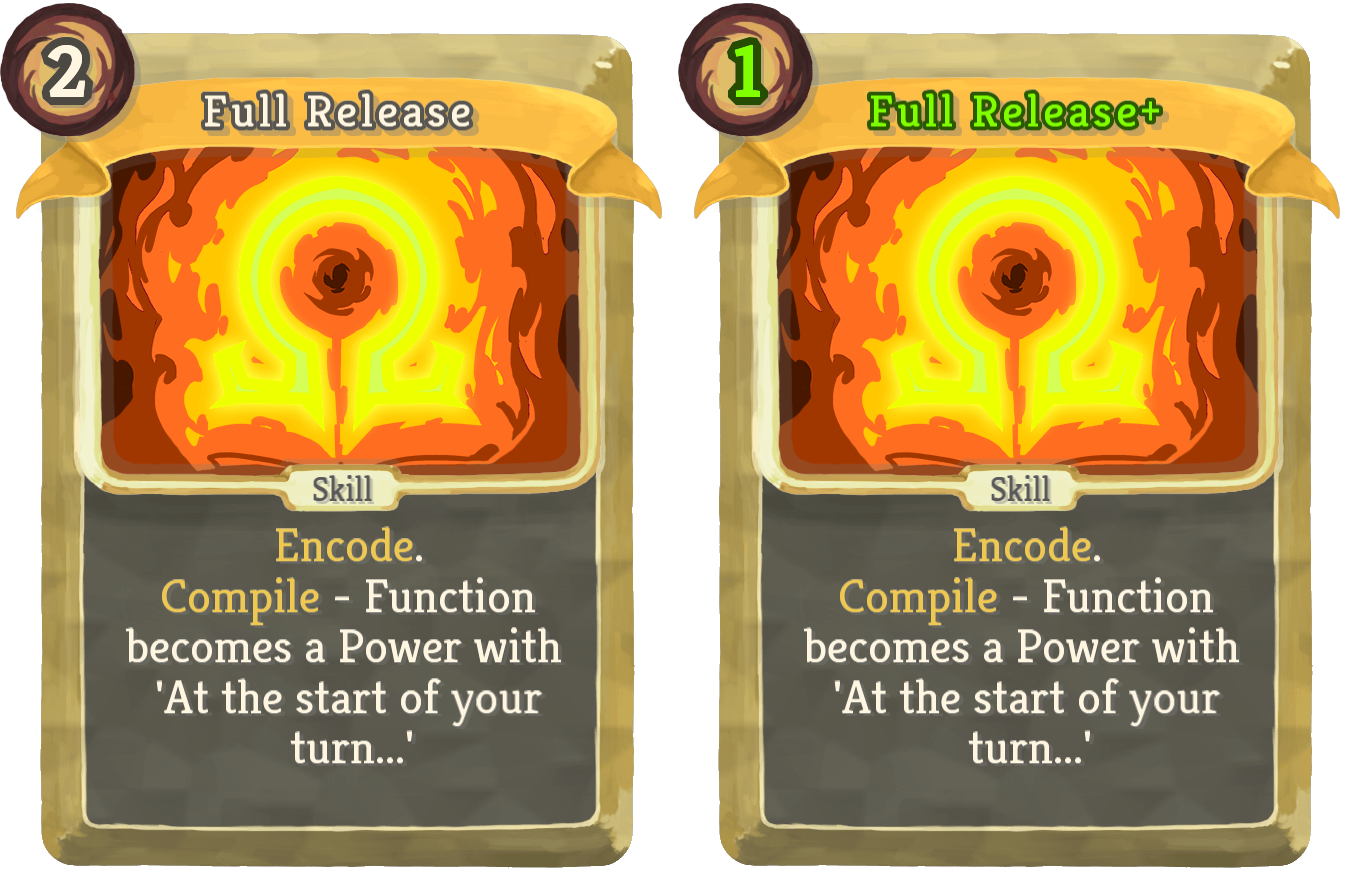 2
Full Release
Skill
Encode.
Compile - Function
becomes a Power with
'At the start of your
turn...'
1
Full Release+
Skill
Encode.
Compile - Function
becomes a Power with
'At the start of your
turn...'